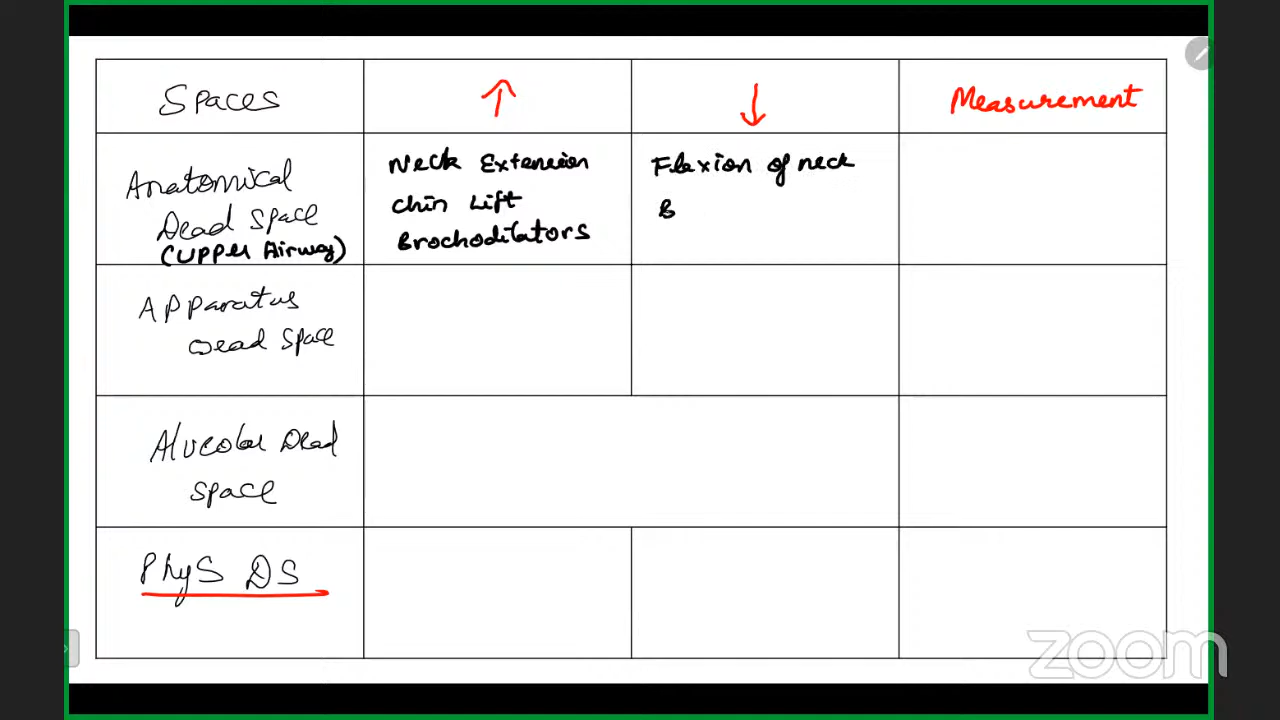 Spaces
↑
↓
Measurement
Anatomical
Dead Space
(Upper Airway)
Neck Extension
Chin Lift
Brochodilators
Flexion of neck
B
Apparatus
Dead Space
Alveolar Dead
Space
Phys DS
zoom